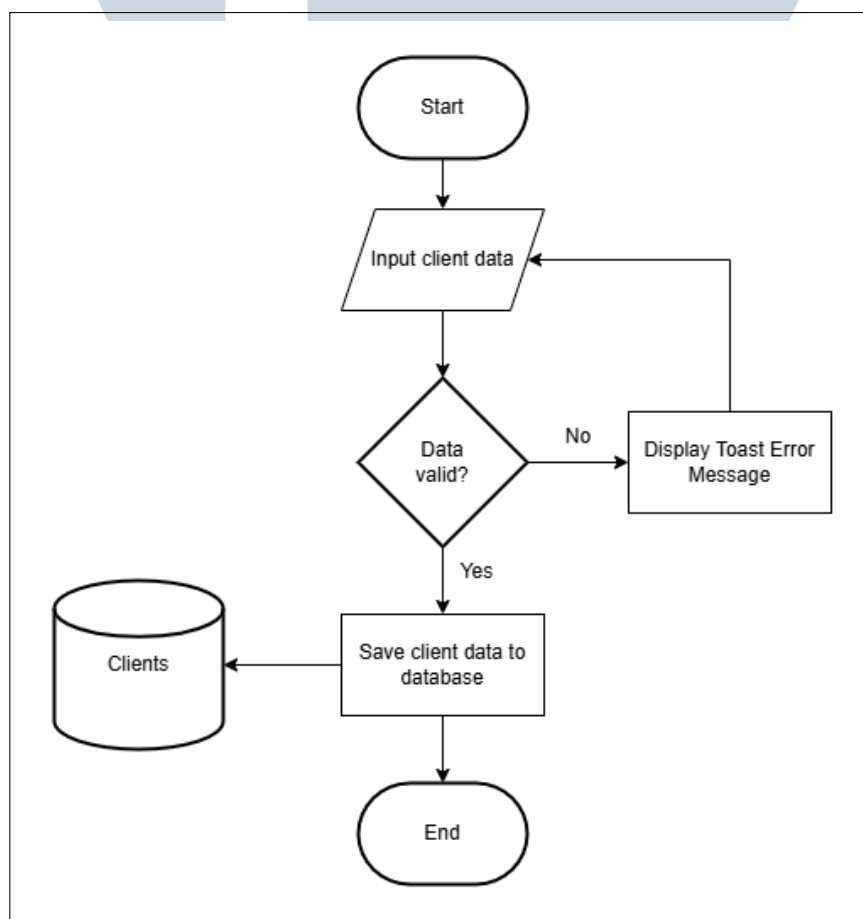 Start
Input client data
Data
valid?
No
Display Toast Error
Message
Yes
Clients
Save client data to
database
End